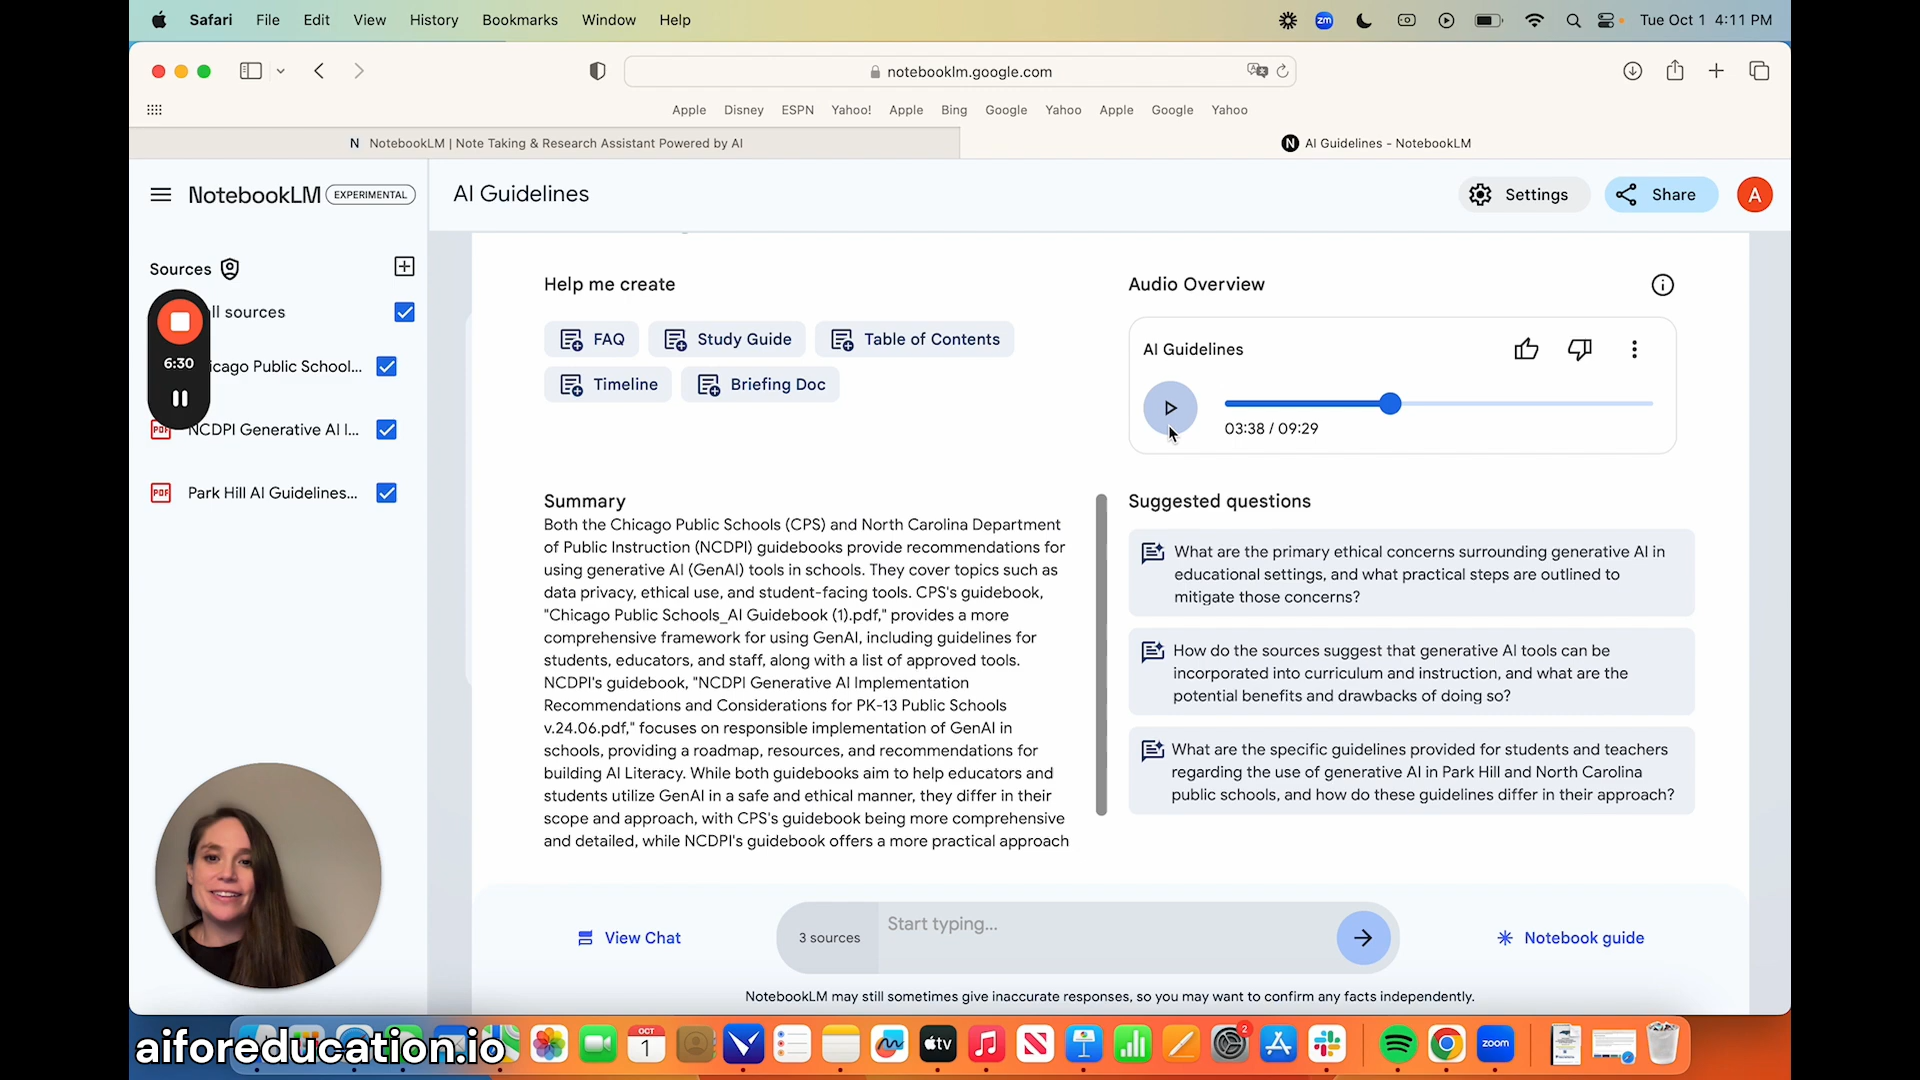 Safari File Edit View History Bookmarks Window Help zm Tue Oct 1 4:11 PM
notebooklm.google.com
Apple Disney ESPN Yahoo! Apple Bing Google Yahoo Apple Google Yahoo
N NotebookLM | Note Taking & Research Assistant Powered by AI
N AI Guidelines - NotebookLM
NotebookLM EXPERIMENTAL
AI Guidelines
Settings
Share
A
Sources
ll sources
6:30
icago Public School...
PDF NCDPI Generative AI I...
PDF Park Hill AI Guidelines...
Help me create
FAQ Study Guide Table of Contents
Timeline Briefing Doc
Audio Overview
AI Guidelines
03:38 / 09:29
Summary
Both the Chicago Public Schools (CPS) and North Carolina Department
of Public Instruction (NCDPI) guidebooks provide recommendations for
using generative AI (GenAI) tools in schools. They cover topics such as
data privacy, ethical use, and student-facing tools. CPS's guidebook,
"Chicago Public Schools_AI Guidebook (1).pdf," provides a more
comprehensive framework for using GenAI, including guidelines for
students, educators, and staff, along with a list of approved tools.
NCDPI's guidebook, "NCDPI Generative AI Implementation
Recommendations and Considerations for PK-13 Public Schools
v.24.06.pdf," focuses on responsible implementation of GenAI in
schools, providing a roadmap, resources, and recommendations for
building AI Literacy. While both guidebooks aim to help educators and
students utilize GenAI in a safe and ethical manner, they differ in their
scope and approach, with CPS's guidebook being more comprehensive
and detailed, while NCDPI's guidebook offers a more practical approach
Suggested questions
What are the primary ethical concerns surrounding generative AI in
educational settings, and what practical steps are outlined to
mitigate those concerns?
How do the sources suggest that generative AI tools can be
incorporated into curriculum and instruction, and what are the
potential benefits and drawbacks of doing so?
What are the specific guidelines provided for students and teachers
regarding the use of generative AI in Park Hill and North Carolina
public schools, and how do these guidelines differ in their approach?
View Chat
3 sources
Start typing...
Notebook guide
NotebookLM may still sometimes give inaccurate responses, so you may want to confirm any facts independently.
aiforeducation.io
OCT
1
tv
2
zoom